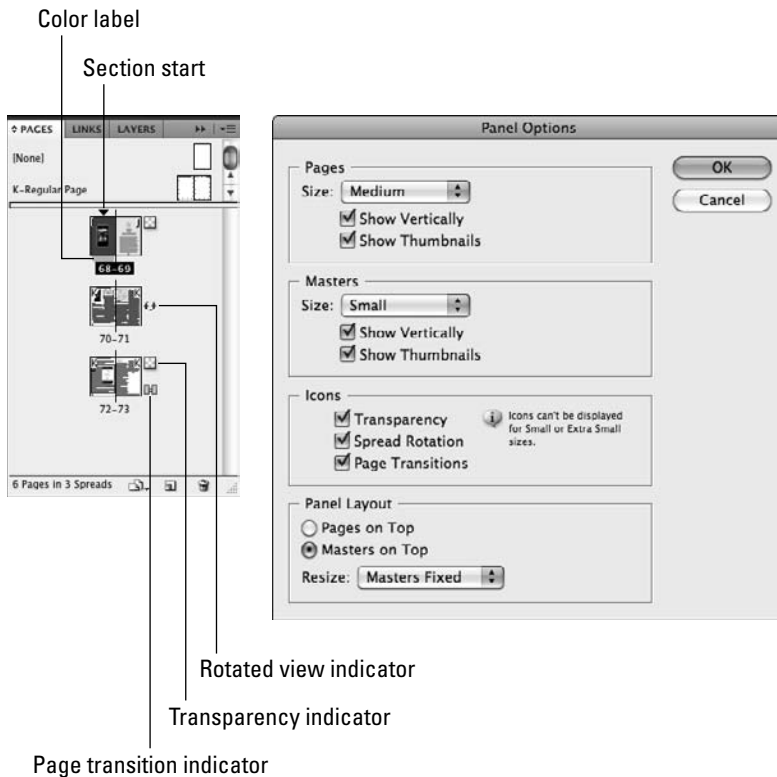 Color label
Section start
PAGES LINKS LAYERS
[None]
K-Regular Page
68-69
70-71
72-73
6 Pages in 3 Spreads
Panel Options
Pages
Size: Medium
Show Vertically
Show Thumbnails
Masters
Size: Small
Show Vertically
Show Thumbnails
Icons
Transparency
Spread Rotation
Page Transitions
Icons can't be displayed
for Small or Extra Small
sizes.
Panel Layout
Pages on Top
Masters on Top
Resize: Masters Fixed
OK
Cancel
Rotated view indicator
Transparency indicator
Page transition indicator